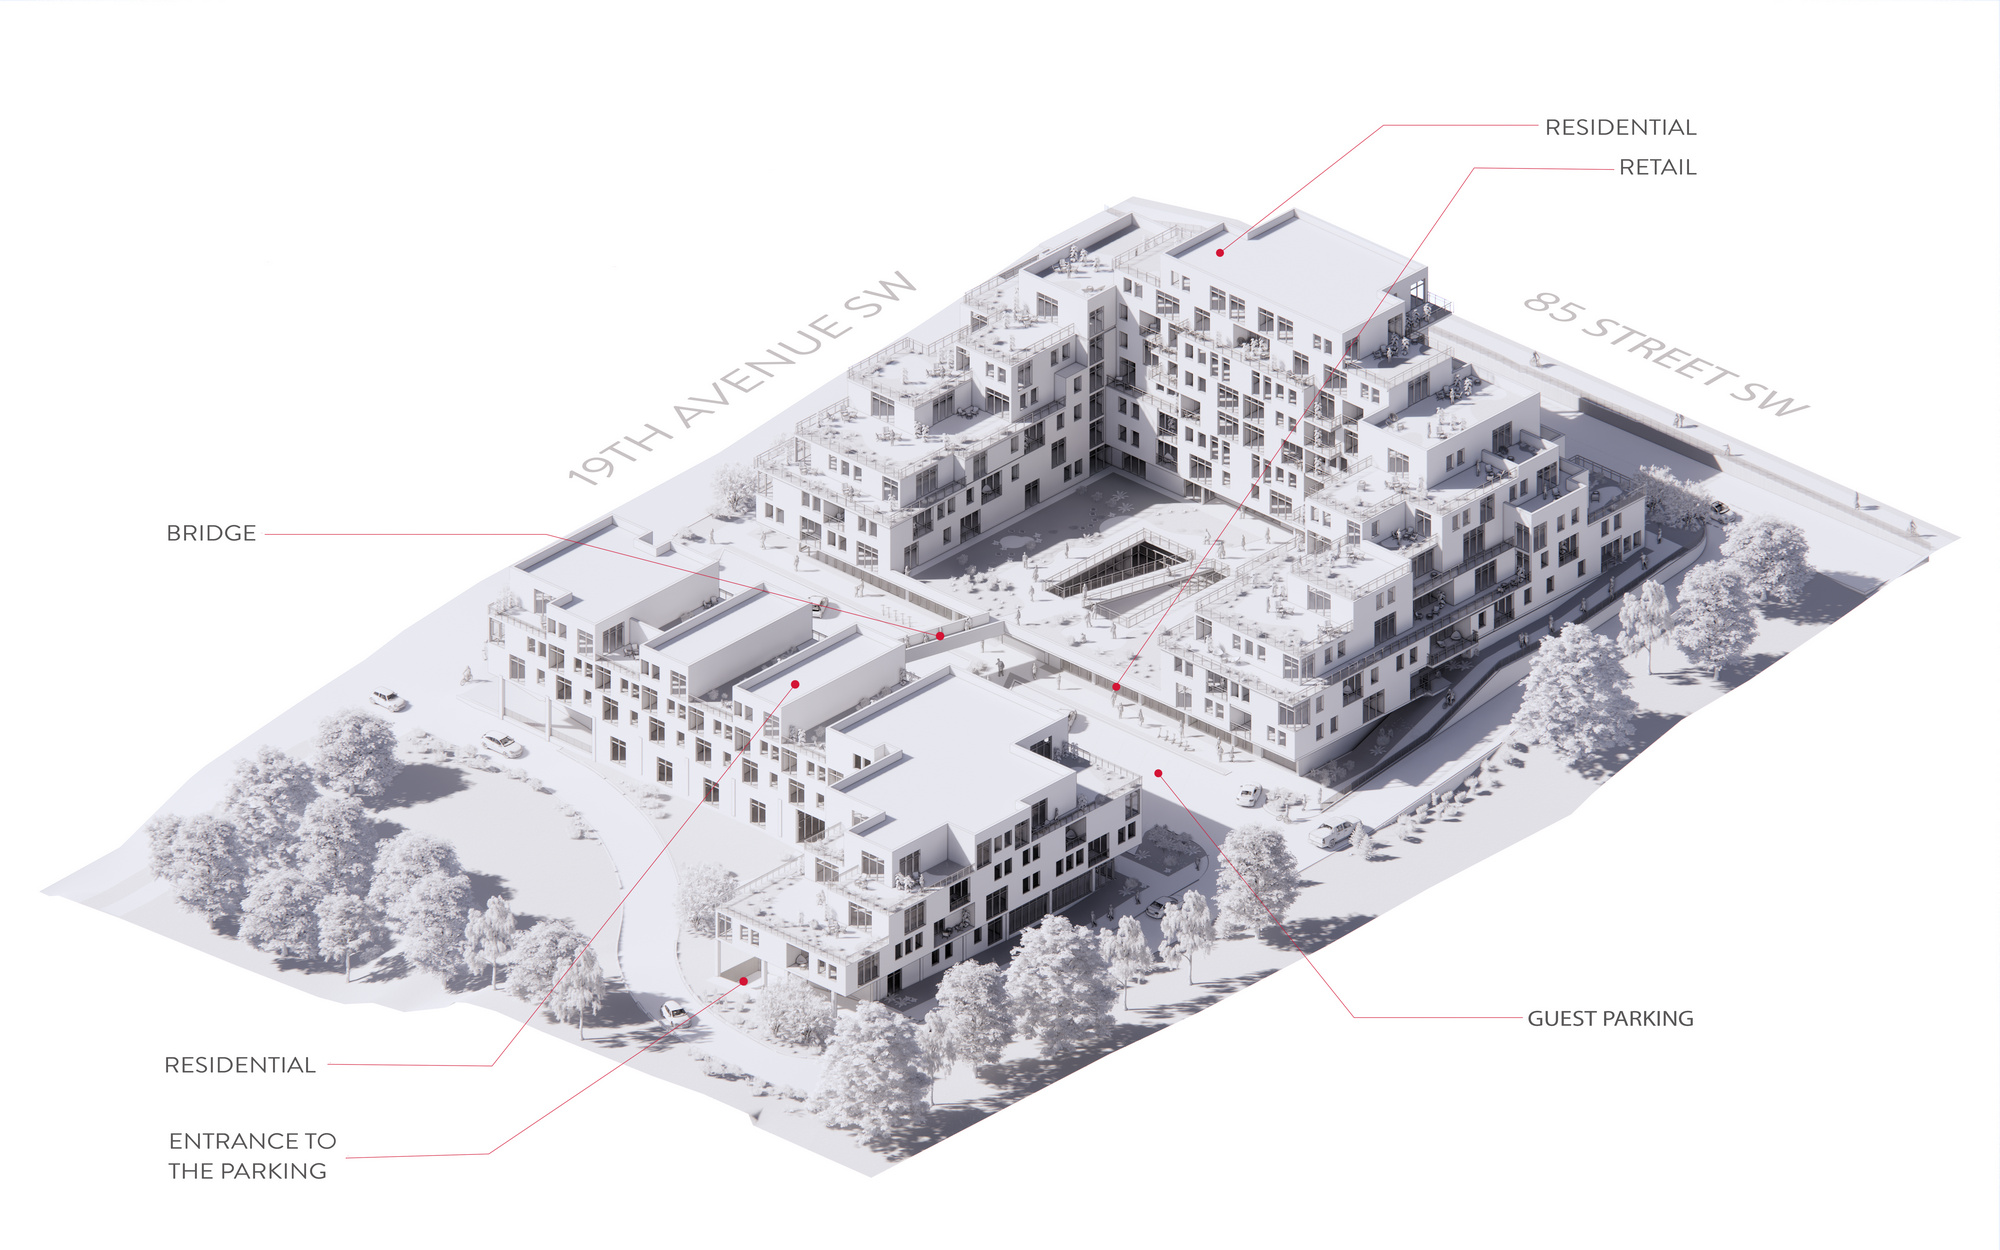 RESIDENTIAL
RETAIL
19TH AVENUE SW
85 STREET SW
BRIDGE
GUEST PARKING
RESIDENTIAL
ENTRANCE TO
THE PARKING